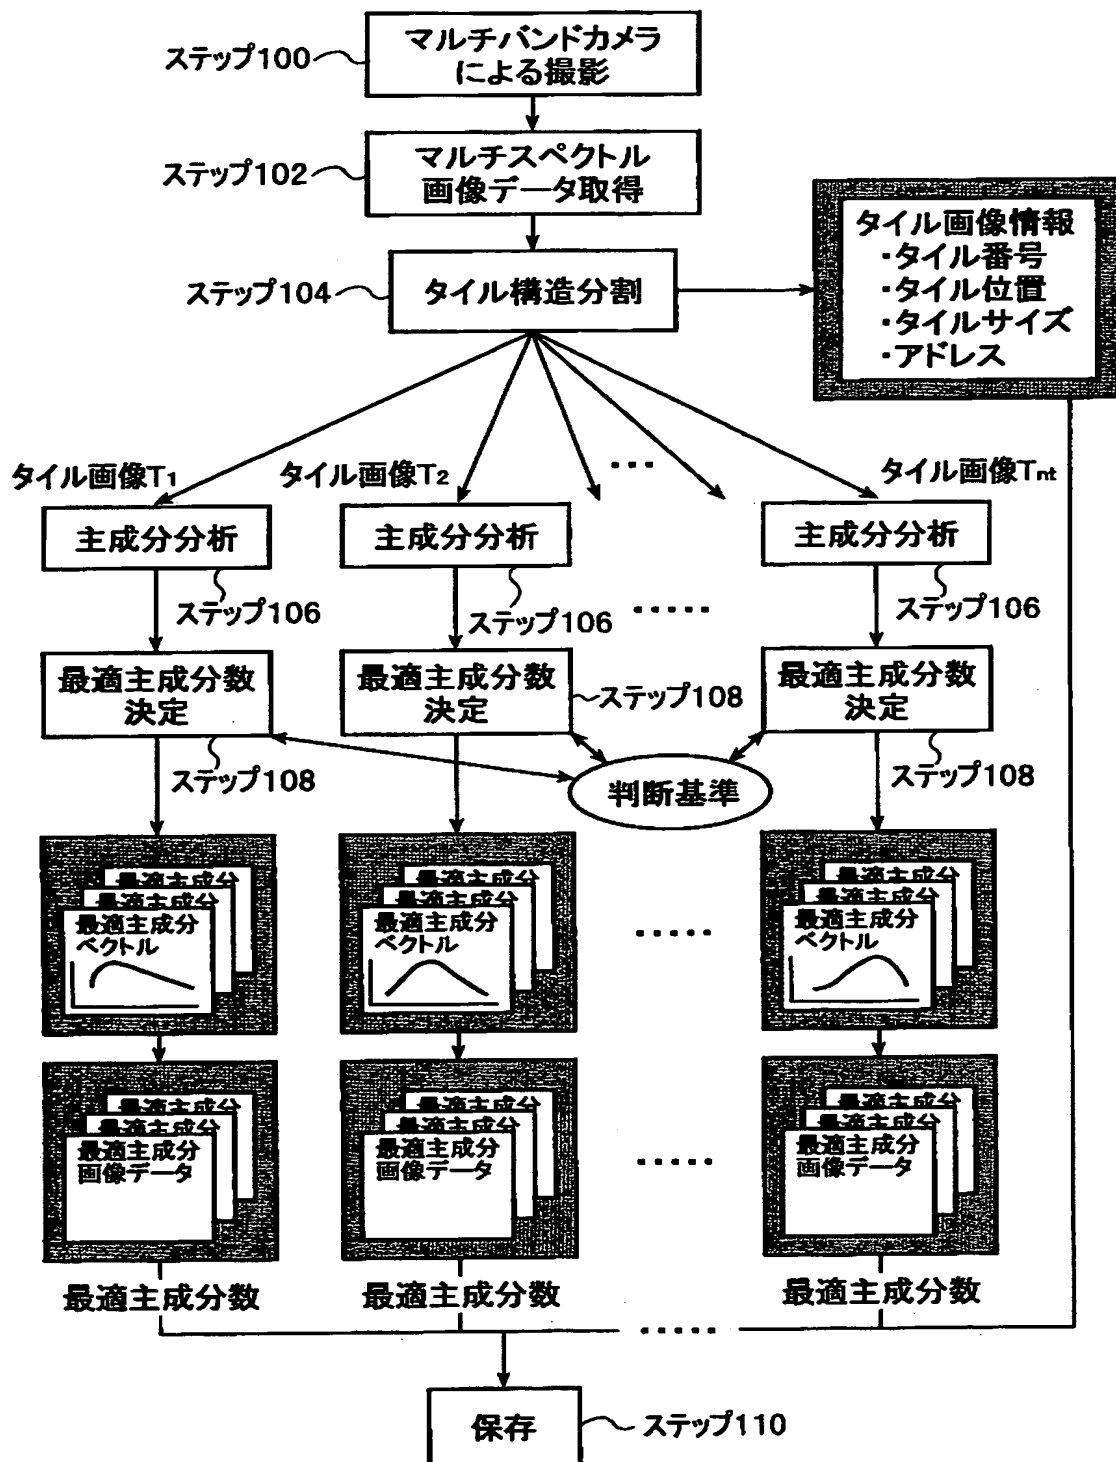 ステップ100
マルチバンドカメラ
による撮影
ステップ102
マルチスペクトル
画像データ取得
ステップ104
タイル構造分割
タイル画像情報
・タイル番号
・タイル位置
・タイルサイズ
・アドレス
タイル画像T1
タイル画像T2
····
タイル画像Tnt
主成分分析
主成分分析
主成分分析
ステップ106
ステップ106
·····
ステップ106
最適主成分数
決定
最適主成分数
決定
ステップ108
最適主成分数
決定
ステップ108
判断基準
ステップ108
最適主成分
最適主成分
最適主成分
ベクトル
最適主成分
最適主成分
最適主成分
ベクトル
·····
最適主成分
最適主成分
最適主成分
ベクトル
最適主成分
最適主成分
最適主成分
画像データ
最適主成分
最適主成分
最適主成分
画像データ
·····
最適主成分
最適主成分
最適主成分
画像データ
最適主成分数
最適主成分数
最適主成分数
·····
保存
ステップ110